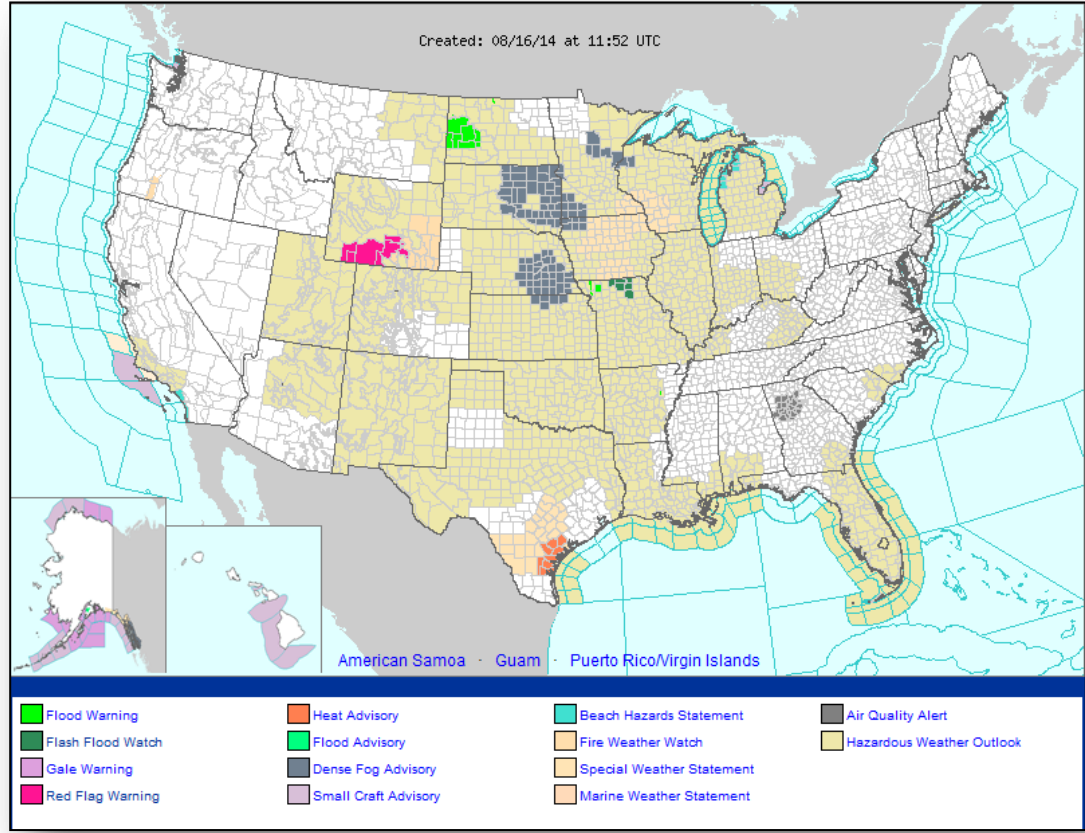 Created: 08/16/14 at 11:52 UTC
American Samoa · Guam · Puerto Rico/Virgin Islands
Flood Warning
Heat Advisory
Beach Hazards Statement
Air Quality Alert
Flash Flood Watch
Flood Advisory
Fire Weather Watch
Hazardous Weather Outlook
Gale Warning
Dense Fog Advisory
Special Weather Statement
Red Flag Warning
Small Craft Advisory
Marine Weather Statement